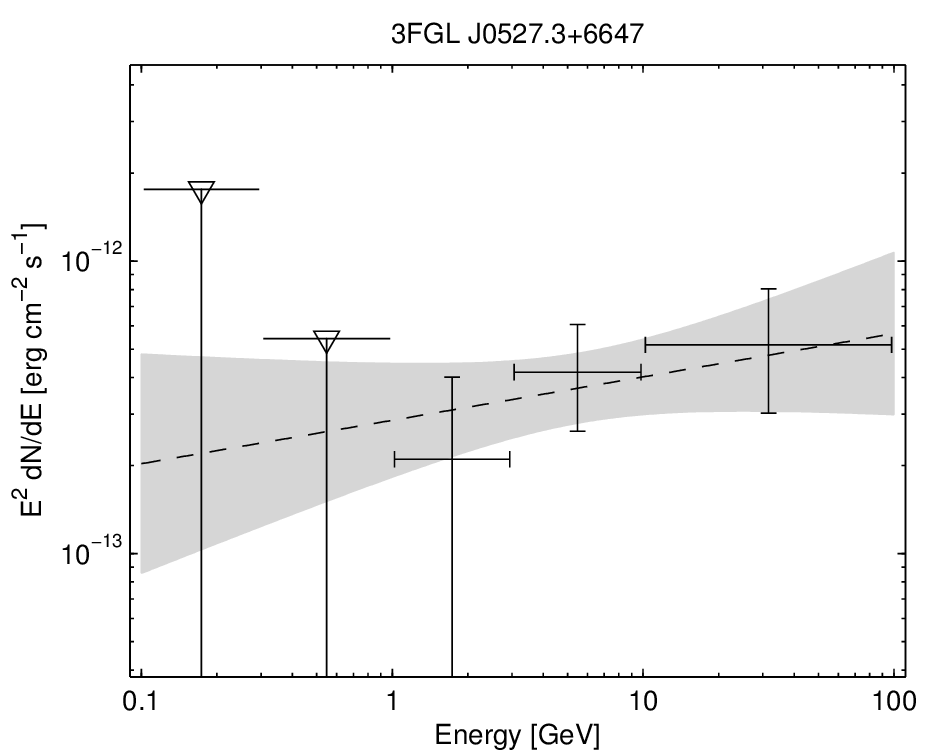 3FGL J0527.3+6647
E² dN/dE [erg cm⁻² s⁻¹]
10⁻¹²
10⁻¹³
0.1 1 10 100
Energy [GeV]